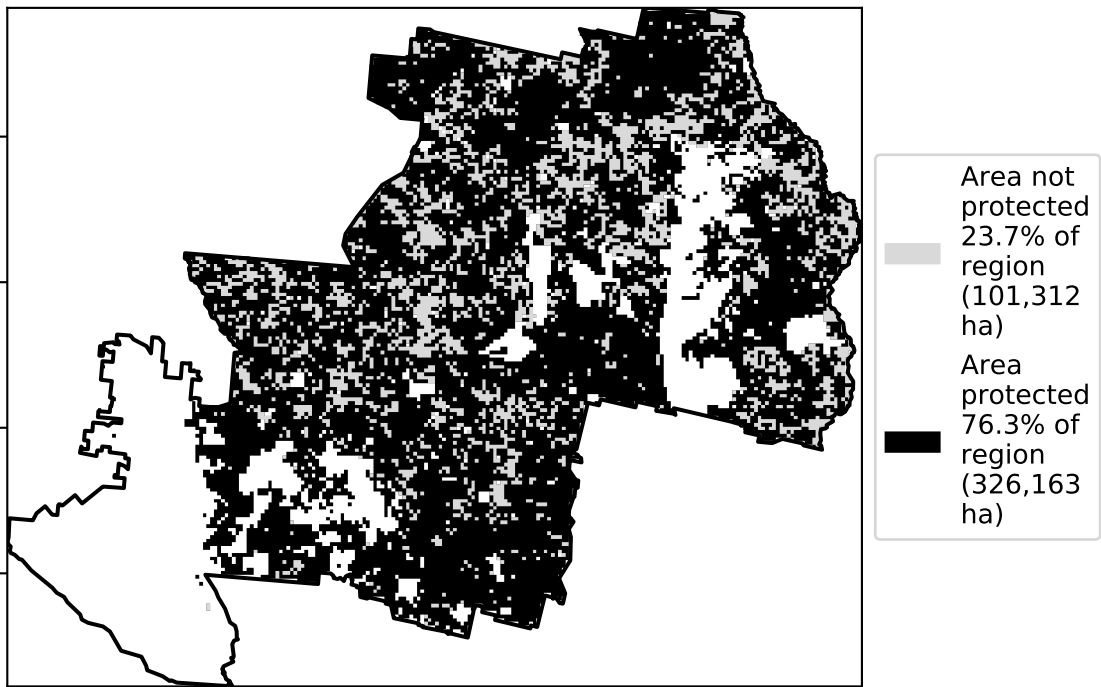 Area not
protected
23.7% of
region
(101,312
ha)
Area
protected
76.3% of
region
(326,163
ha)